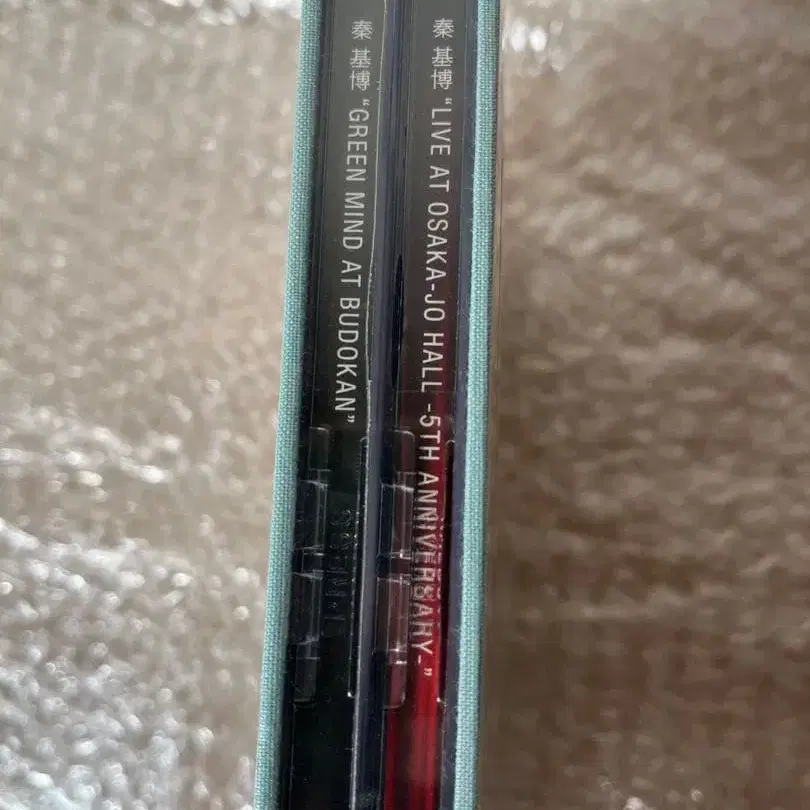 秦 基博 “GREEN MIND AT BUDOKAN”
秦 基博 “LIVE AT OSAKA-JO HALL -5TH ANNIVERSARY-”